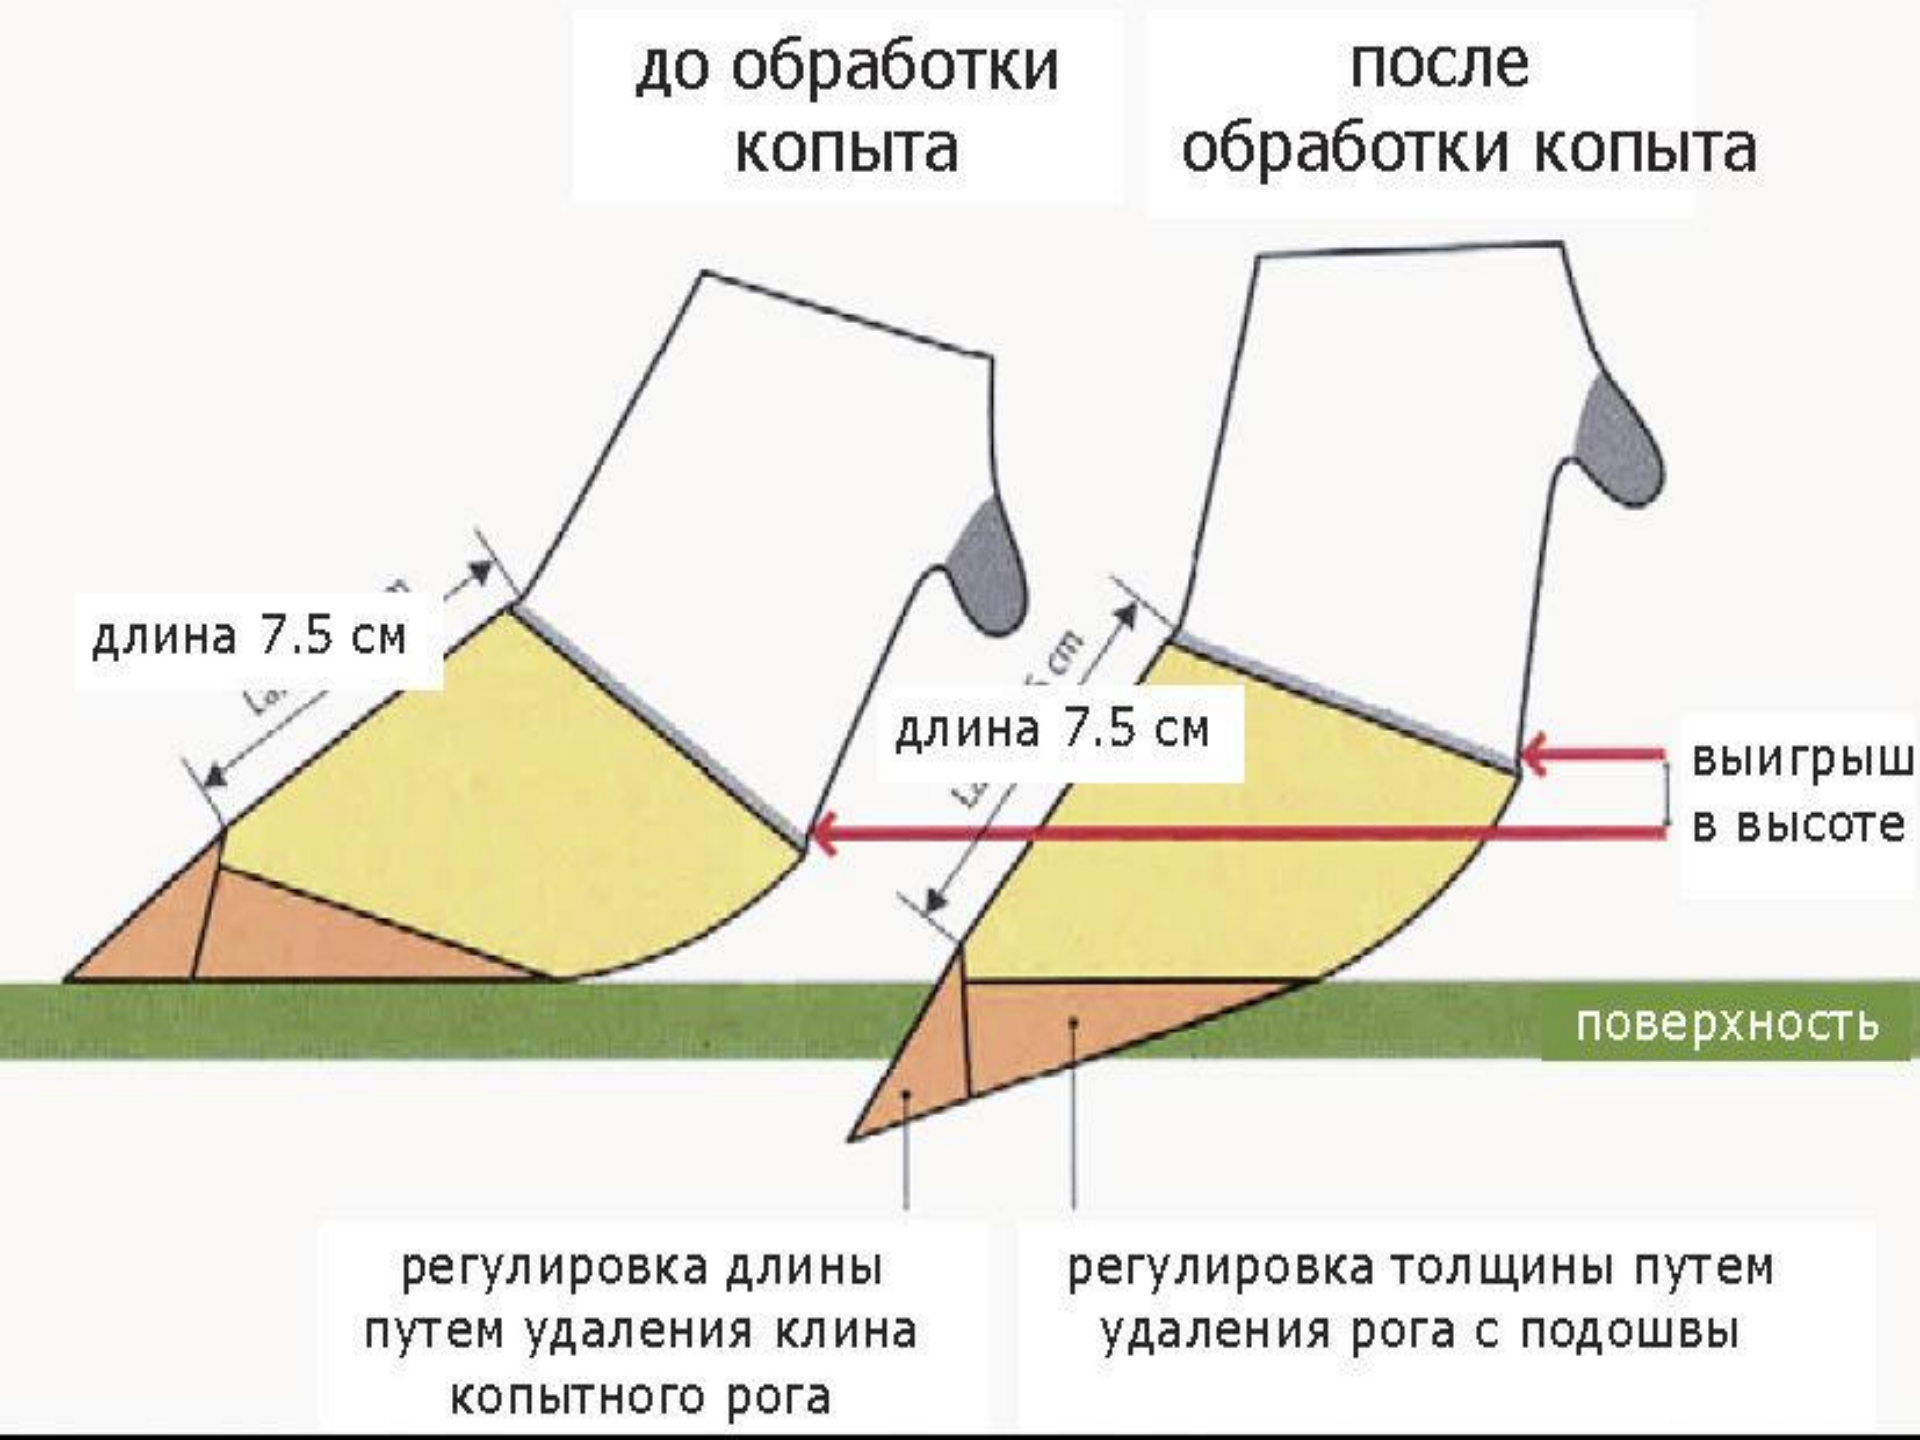 до обработки
копыта
после
обработки копыта
длина 7.5 см
длина 7.5 см
cm
выигрыш
в высоте
поверхность
регулировка длины
путем удаления клина
копытного рога
регулировка толщины путем
удаления рога с подошвы